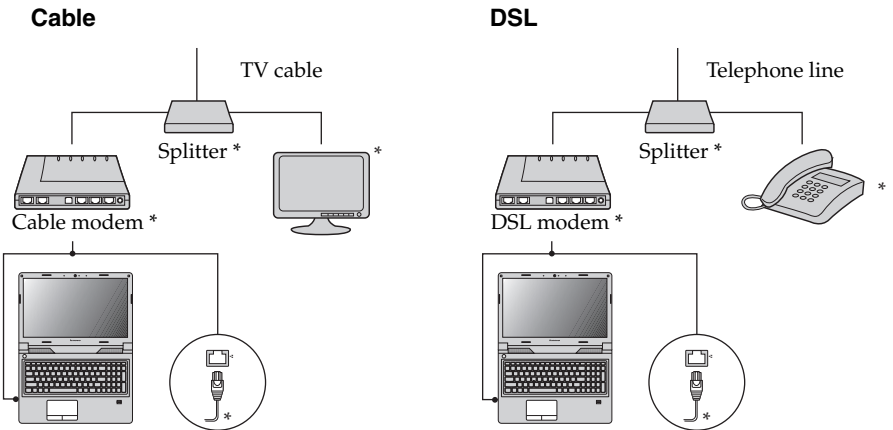 Cable
TV cable
Splitter *
*
Cable modem *
*
DSL
Telephone line
Splitter *
*
DSL modem *
*